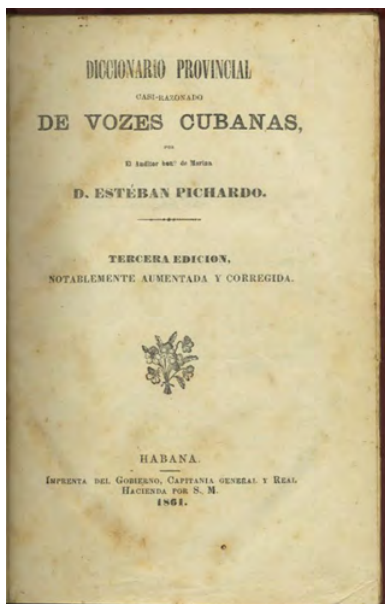 DICCIONARIO PROVINCIAL
CASI-RAZONADO
DE VOZES CUBANAS,
POR
El Auditor hon.º de Marina
D. ESTÉBAN PICHARDO.
TERCERA EDICION,
NOTABLEMENTE AUMENTADA Y CORREGIDA.
HABANA.
IMPRENTA DEL GOBIERNO, CAPITANIA GENERAL Y REAL
HACIENDA POR S. M.
1861.